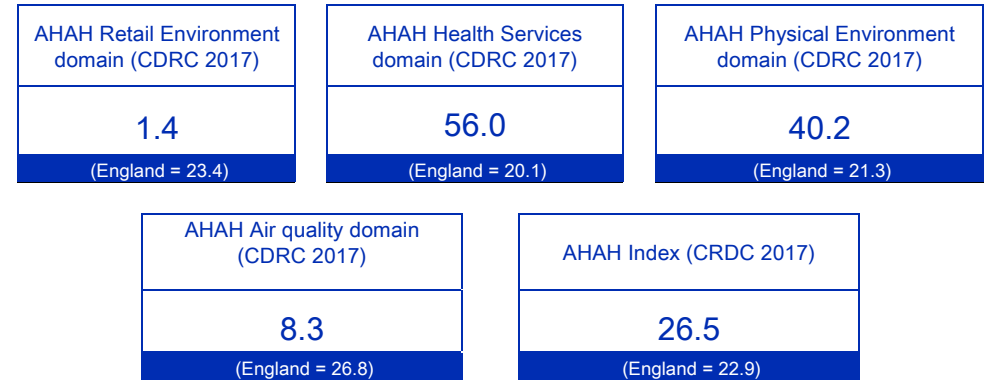 AHAH Retail Environment
domain (CDRC 2017)
1.4
(England = 23.4)
AHAH Health Services
domain (CDRC 2017)
56.0
(England = 20.1)
AHAH Physical Environment
domain (CDRC 2017)
40.2
(England = 21.3)
AHAH Air quality domain
(CDRC 2017)
8.3
(England = 26.8)
AHAH Index (CRDC 2017)
26.5
(England = 22.9)